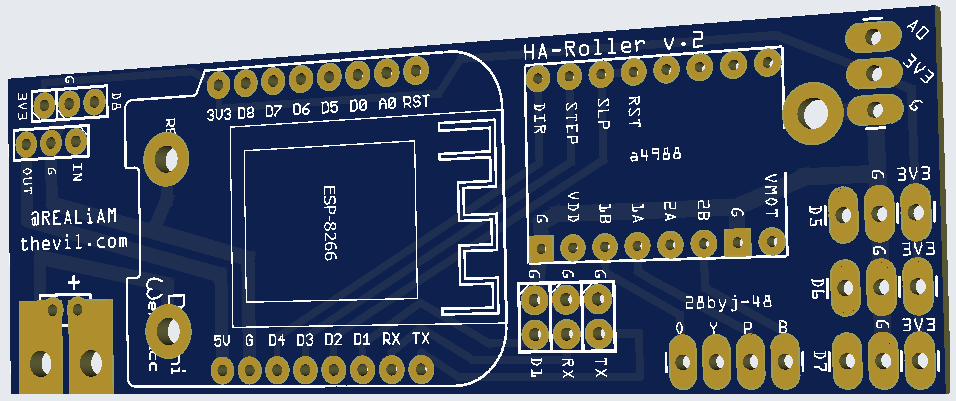 HA-Roller v.2
A0
3V3
G
G
3V3
D8
3V3 D8 D7 D6 D5 D0 A0 RST
DIR STEP SLP RST
OUT G IN
a4988
@REALiAM
thevil.com
ESP-8266
G VDD 1B 1A 2A 2B G VMOT
D5 G 3V3
D6 G 3V3
+
G G G
28byj-48
O Y P B
5V G D4 D3 D2 D1 RX TX
D1 RX TX
D7 G 3V3